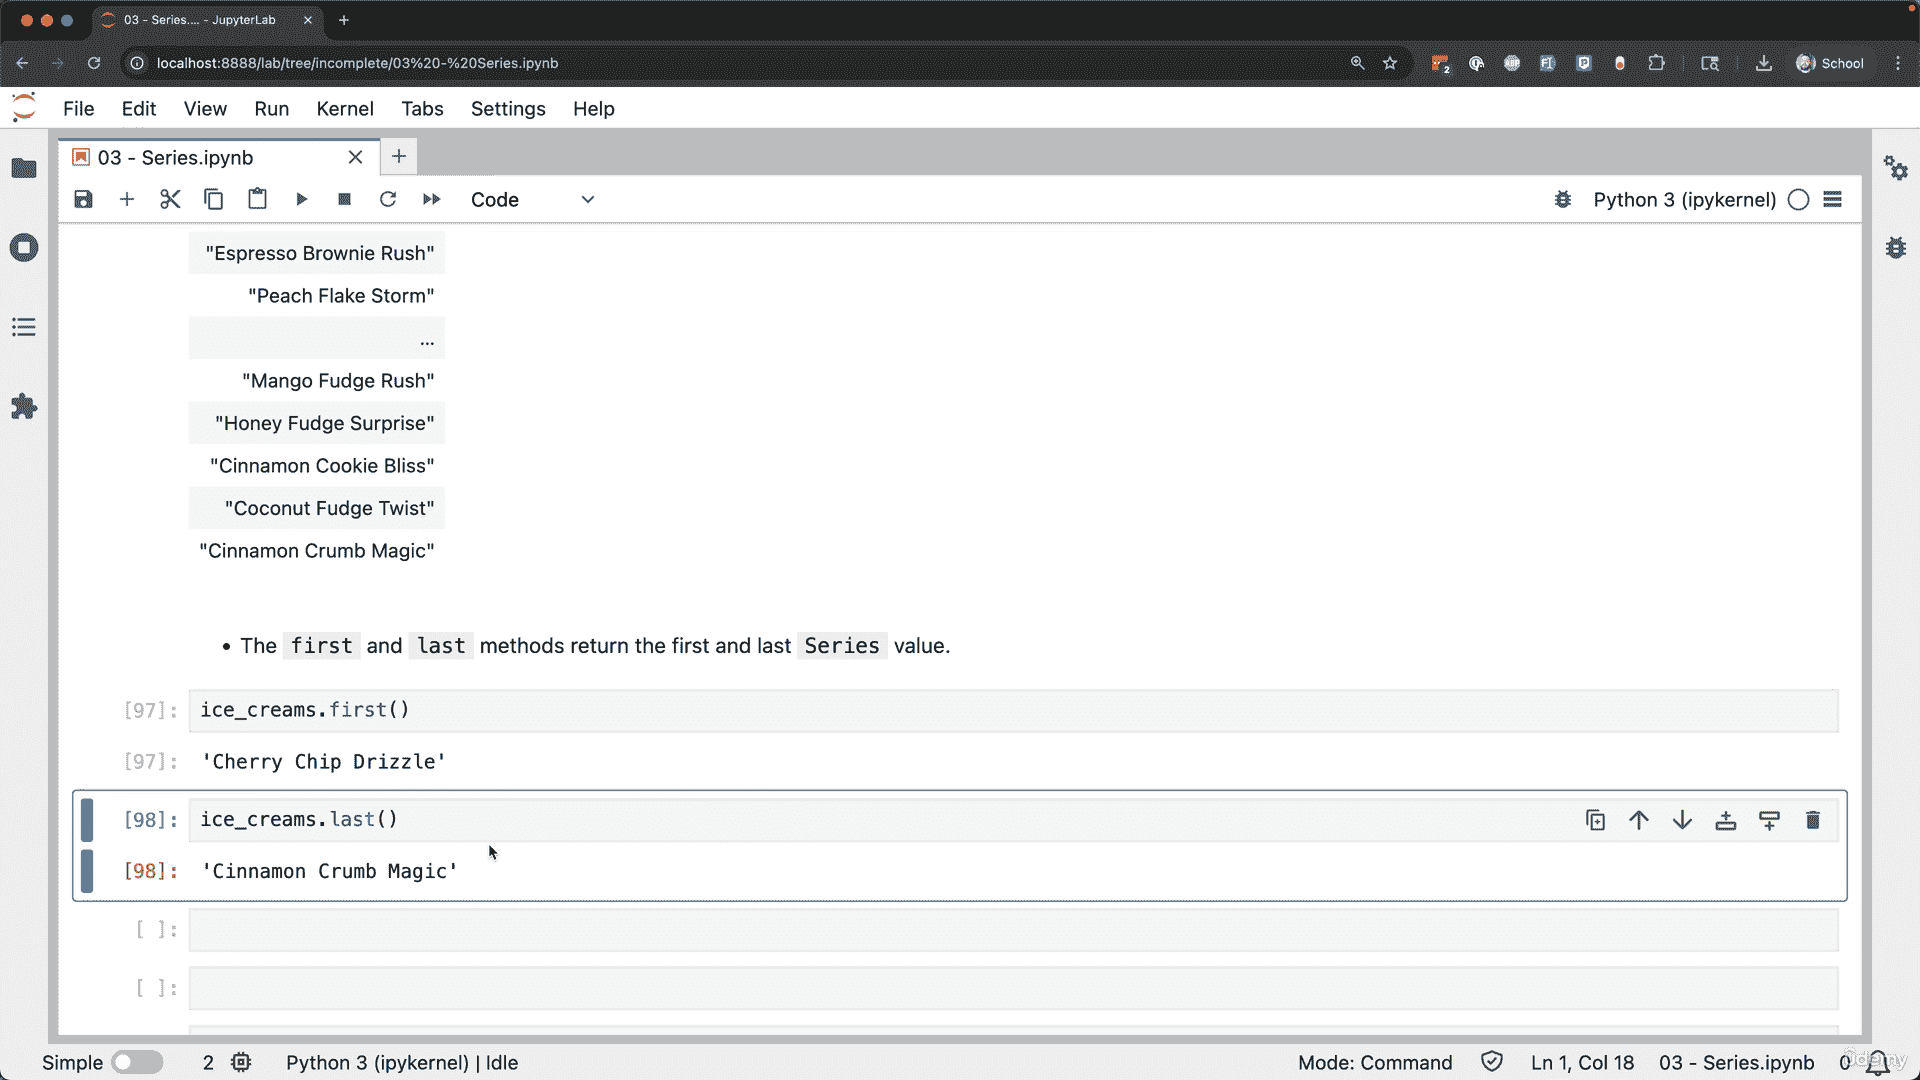 03 - Series.... - JupyterLab
localhost:8888/lab/tree/incomplete/03%20-%20Series.ipynb
2
School
File Edit View Run Kernel Tabs Settings Help
03 - Series.ipynb
Code
Python 3 (ipykernel)
"Espresso Brownie Rush"
"Peach Flake Storm"
...
"Mango Fudge Rush"
"Honey Fudge Surprise"
"Cinnamon Cookie Bliss"
"Coconut Fudge Twist"
"Cinnamon Crumb Magic"
• The first and last methods return the first and last Series value.
[97]: ice_creams.first()
[97]: 'Cherry Chip Drizzle'
[98]: ice_creams.last()
[98]: 'Cinnamon Crumb Magic'
[ ]:
[ ]:
Simple 2 Python 3 (ipykernel) | Idle Mode: Command Ln 1, Col 18 03 - Series.ipynb 0
udemy